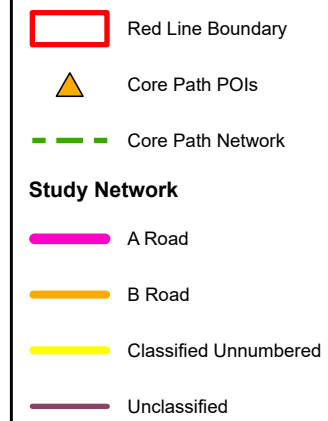 Red Line Boundary
Core Path POIs
Core Path Network
Study Network
A Road
B Road
Classified Unnumbered
Unclassified